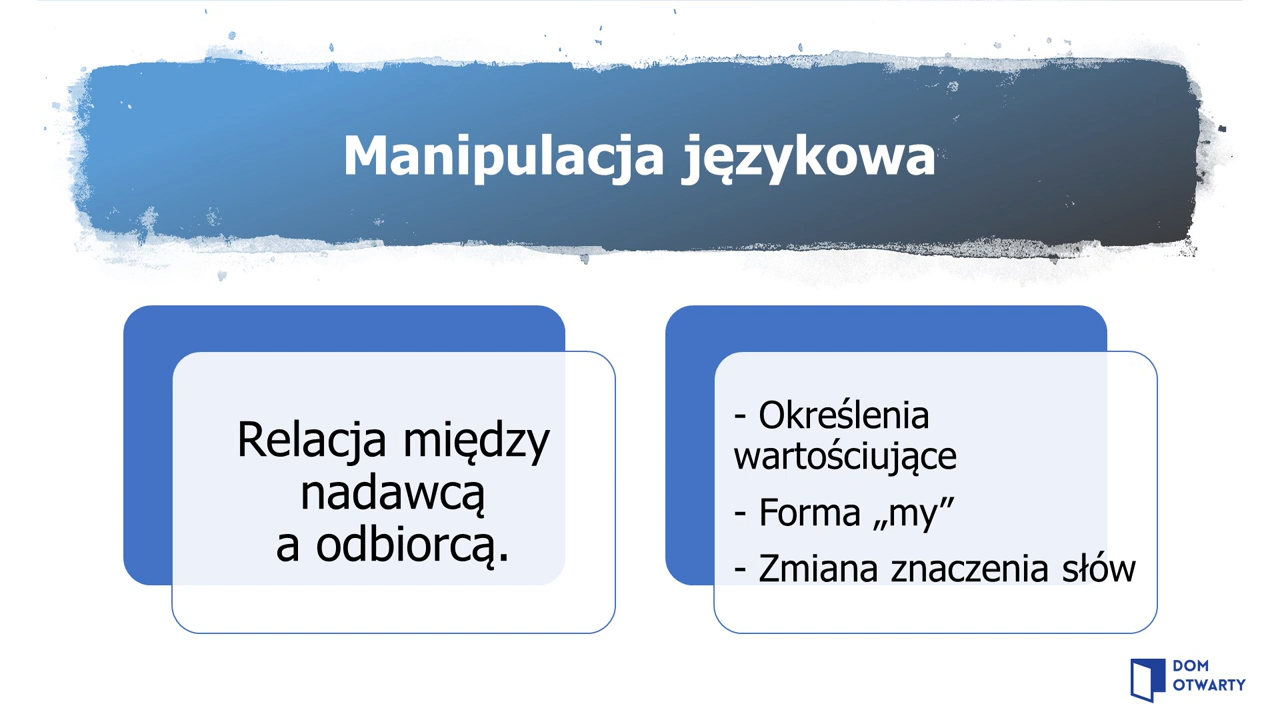 Manipulacja językowa
Relacja między
nadawcą
a odbiorcą.
- Określenia
wartościujące
- Forma „my”
- Zmiana znaczenia słów
DOM
OTWARTY